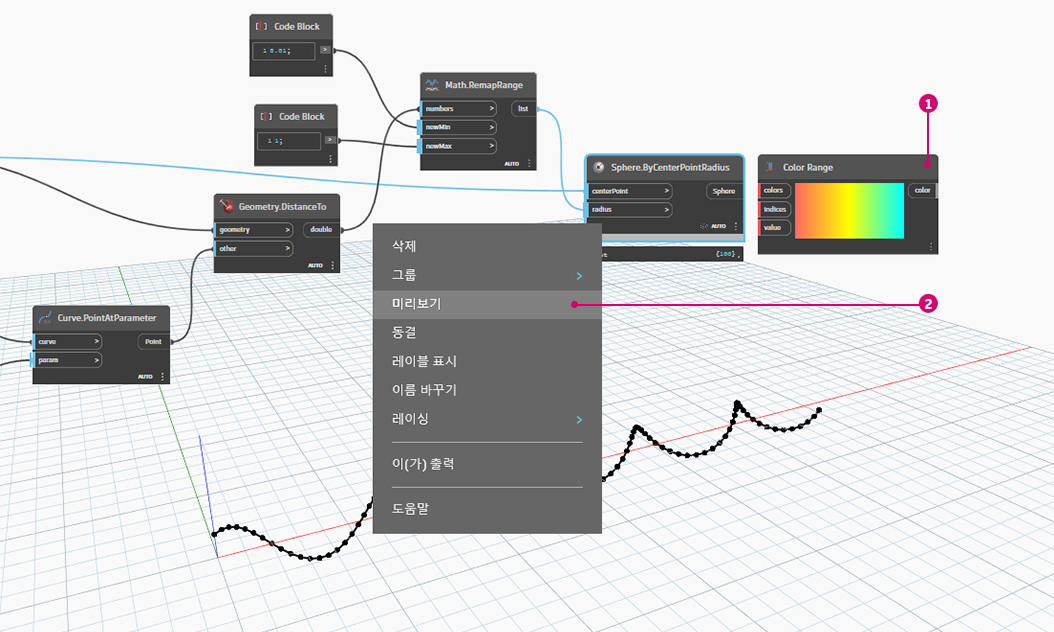 Code Block
1 0.01;
>
Code Block
1 1;
>
Math.RemapRange
numbers >
list
newMin >
newMax >
AUTO
Sphere.ByCenterPointRadius
centerPoint >
Sphere
radius >
AUTO
{100},
Color Range
colors
color
indices
value
1
Geometry.DistanceTo
geometry >
double
other >
AUTO
Curve.PointAtParameter
curve >
Point
param >
AUTO
삭제
그룹 >
미리보기
2
동결
레이블 표시
이름 바꾸기
레이싱 >
이(가) 출력
도움말